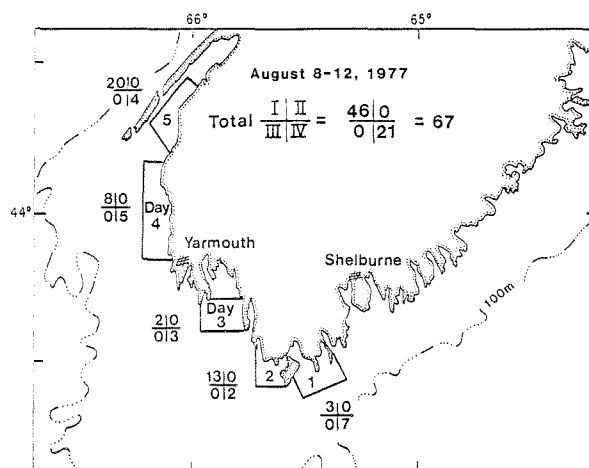 66° 65°
August 8-12, 1977
20|0
0|4
5
Total I|II = 46|0 = 67
III|IV 0|21
44°
8|0
0|5
Day
4
Yarmouth
Shelburne
Day
3
2|0
0|3
100m
13|0
0|2
2
1
3|0
0|7